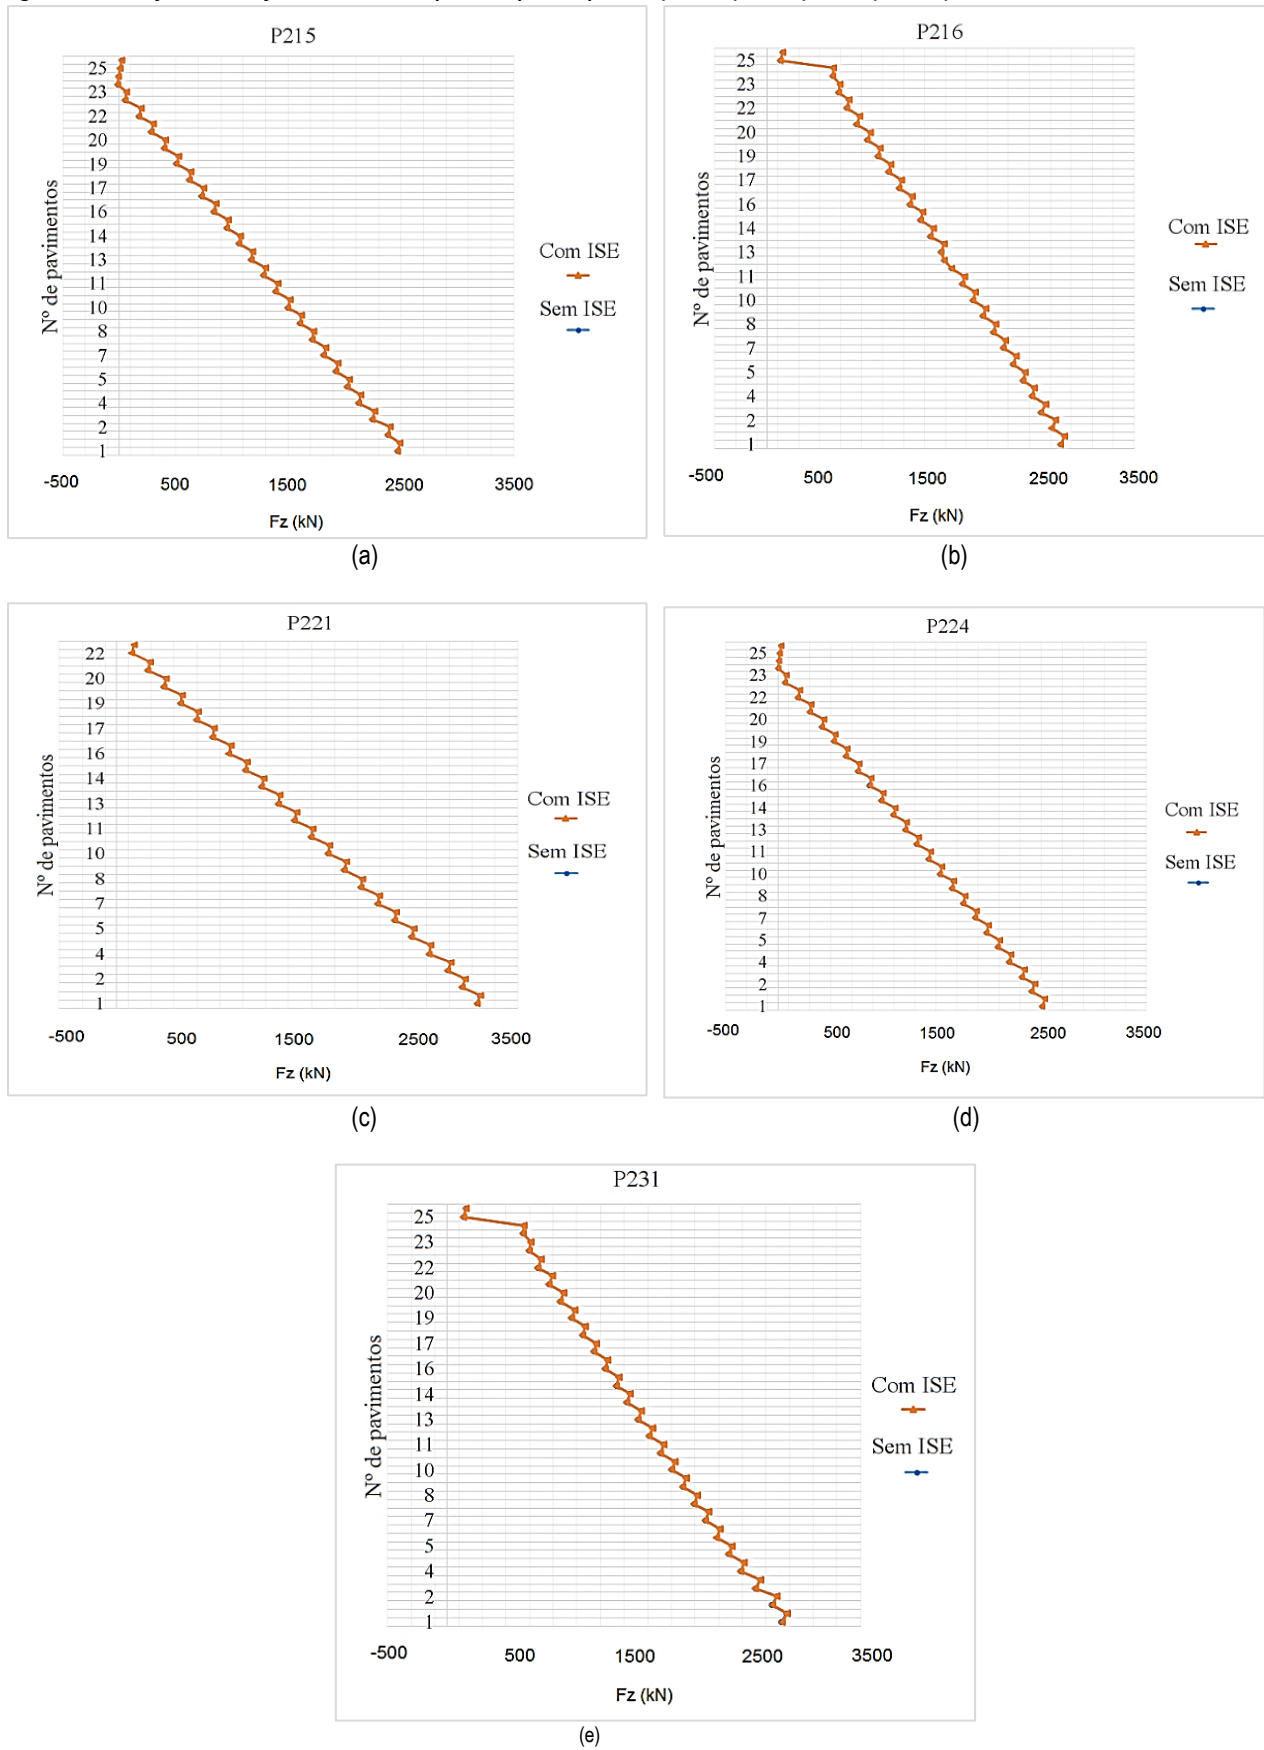 P215
25
23
22
20
19
17
16
14
13
11
10
8
7
5
4
2
1
Nº de pavimentos
-500 500 1500 2500 3500
Fz (kN)
Com ISE
Sem ISE
(a)
P216
25
23
22
20
19
17
16
14
13
11
10
8
7
5
4
2
1
Nº de pavimentos
-500 500 1500 2500 3500
Fz (kN)
Com ISE
Sem ISE
(b)
P221
22
20
19
17
16
14
13
11
10
8
7
5
4
2
1
Nº de pavimentos
-500 500 1500 2500 3500
Fz (kN)
Com ISE
Sem ISE
(c)
P224
25
23
22
20
19
17
16
14
13
11
10
8
7
5
4
2
1
Nº de pavimentos
-500 500 1500 2500 3500
Fz (kN)
Com ISE
Sem ISE
(d)
P231
25
23
22
20
19
17
16
14
13
11
10
8
7
5
4
2
1
Nº de pavimentos
-500 500 1500 2500 3500
Fz (kN)
Com ISE
Sem ISE
(e)